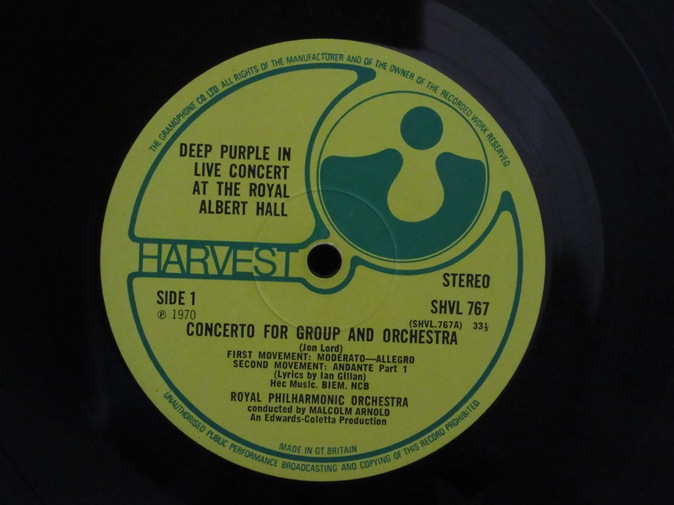 THE GRAMOPHONE CO LTD ALL RIGHTS OF THE MANUFACTURER AND OF THE OWNER OF THE RECORDED WORK RESERVED
DEEP PURPLE IN
LIVE CONCERT
AT THE ROYAL
ALBERT HALL
HARVEST
STEREO
SIDE 1
SHVL 767
℗ 1970
(SHVL.767A) 33⅓
CONCERTO FOR GROUP AND ORCHESTRA
(Jon Lord)
FIRST MOVEMENT: MODERATO—ALLEGRO
SECOND MOVEMENT: ANDANTE Part 1
(Lyrics by Ian Gillan)
Hec Music. BIEM. NCB
ROYAL PHILHARMONIC ORCHESTRA
conducted by MALCOLM ARNOLD
An Edwards-Coletta Production
MADE IN GT BRITAIN
UNAUTHORISED PUBLIC PERFORMANCE BROADCASTING AND COPYING OF THIS RECORD PROHIBITED